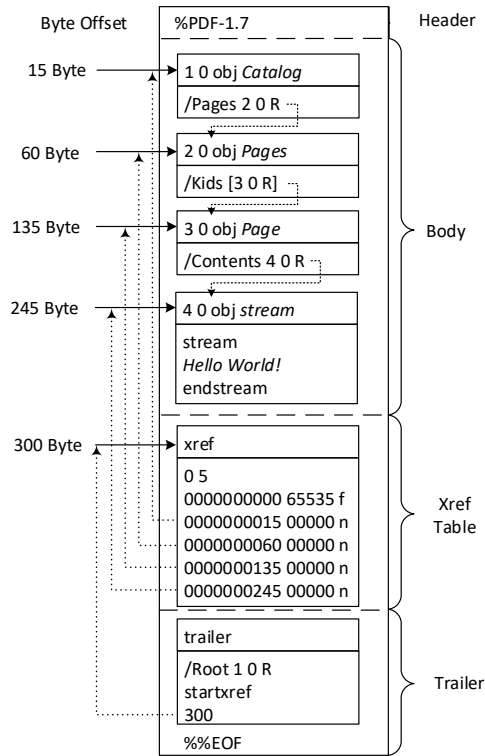 Byte Offset
%PDF-1.7
Header
15 Byte
1 0 obj Catalog
/Pages 2 0 R
60 Byte
2 0 obj Pages
/Kids [3 0 R]
135 Byte
3 0 obj Page
/Contents 4 0 R
Body
245 Byte
4 0 obj stream
stream
Hello World!
endstream
300 Byte
xref
0 5
0000000000 65535 f
0000000015 00000 n
0000000060 00000 n
0000000135 00000 n
0000000245 00000 n
Xref
Table
trailer
/Root 1 0 R
startxref
300
Trailer
%%EOF